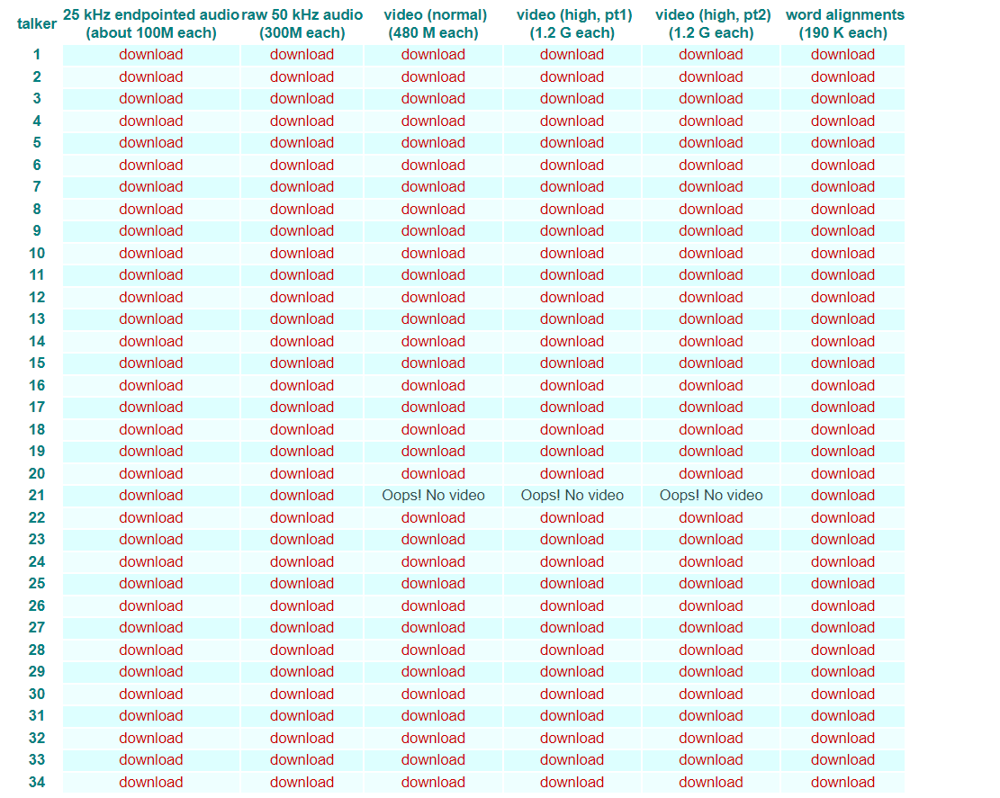 talker 25 kHz endpointed audio raw 50 kHz audio video (normal) video (high, pt1) video (high, pt2) word alignments
(about 100M each) (300M each) (480 M each) (1.2 G each) (1.2 G each) (190 K each)
1 download download download download download download
2 download download download download download download
3 download download download download download download
4 download download download download download download
5 download download download download download download
6 download download download download download download
7 download download download download download download
8 download download download download download download
9 download download download download download download
10 download download download download download download
11 download download download download download download
12 download download download download download download
13 download download download download download download
14 download download download download download download
15 download download download download download download
16 download download download download download download
17 download download download download download download
18 download download download download download download
19 download download download download download download
20 download download download download download download
21 download download Oops! No video Oops! No video Oops! No video download
22 download download download download download download
23 download download download download download download
24 download download download download download download
25 download download download download download download
26 download download download download download download
27 download download download download download download
28 download download download download download download
29 download download download download download download
30 download download download download download download
31 download download download download download download
32 download download download download download download
33 download download download download download download
34 download download download download download download